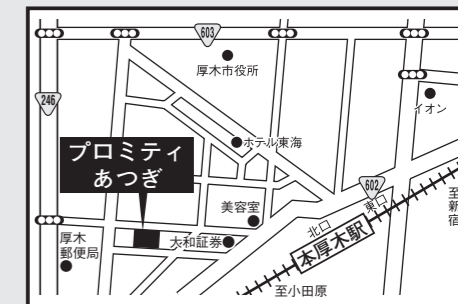 603
厚木市役所
246
イオン
ホテル東海
プロミティ
あつぎ
602
東口
至新宿
美容室
北口
厚木
郵便局
大和証券
本厚木駅
至小田原